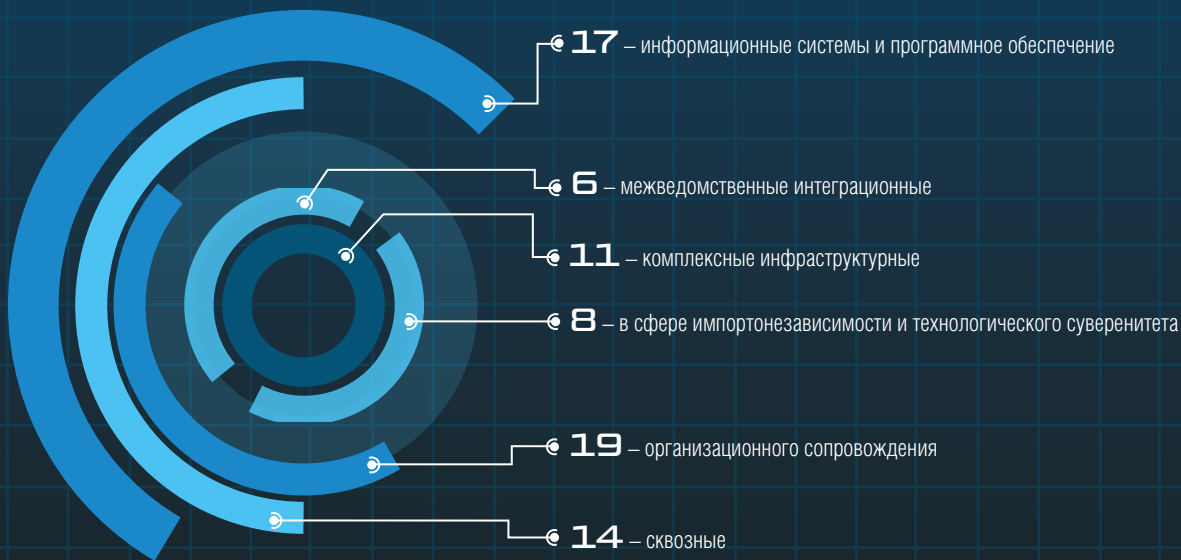 17 – информационные системы и программное обеспечение
6 – межведомственные интеграционные
11 – комплексные инфраструктурные
8 – в сфере импортонезависимости и технологического суверенитета
19 – организационного сопровождения
14 – сквозные